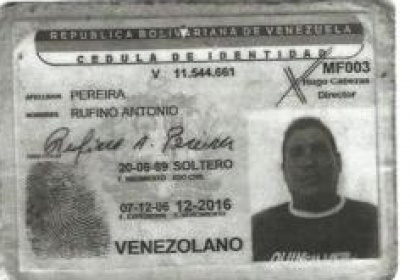 REPUBLICA BOLIVARIANA DE VENEZUELA
CEDULA DE IDENTIDAD
V 11.544.661
MF003
Hugo Cabezas
Director
APELLIDOS PEREIRA
NOMBRES RUFINO ANTONIO
Rufino A. Pereira
20-06-69 SOLTERO
F. NACIMIENTO EDO CIVIL
07-12-06 12-2016
F. EXPEDICION F. VENCIMIENTO
VENEZOLANO